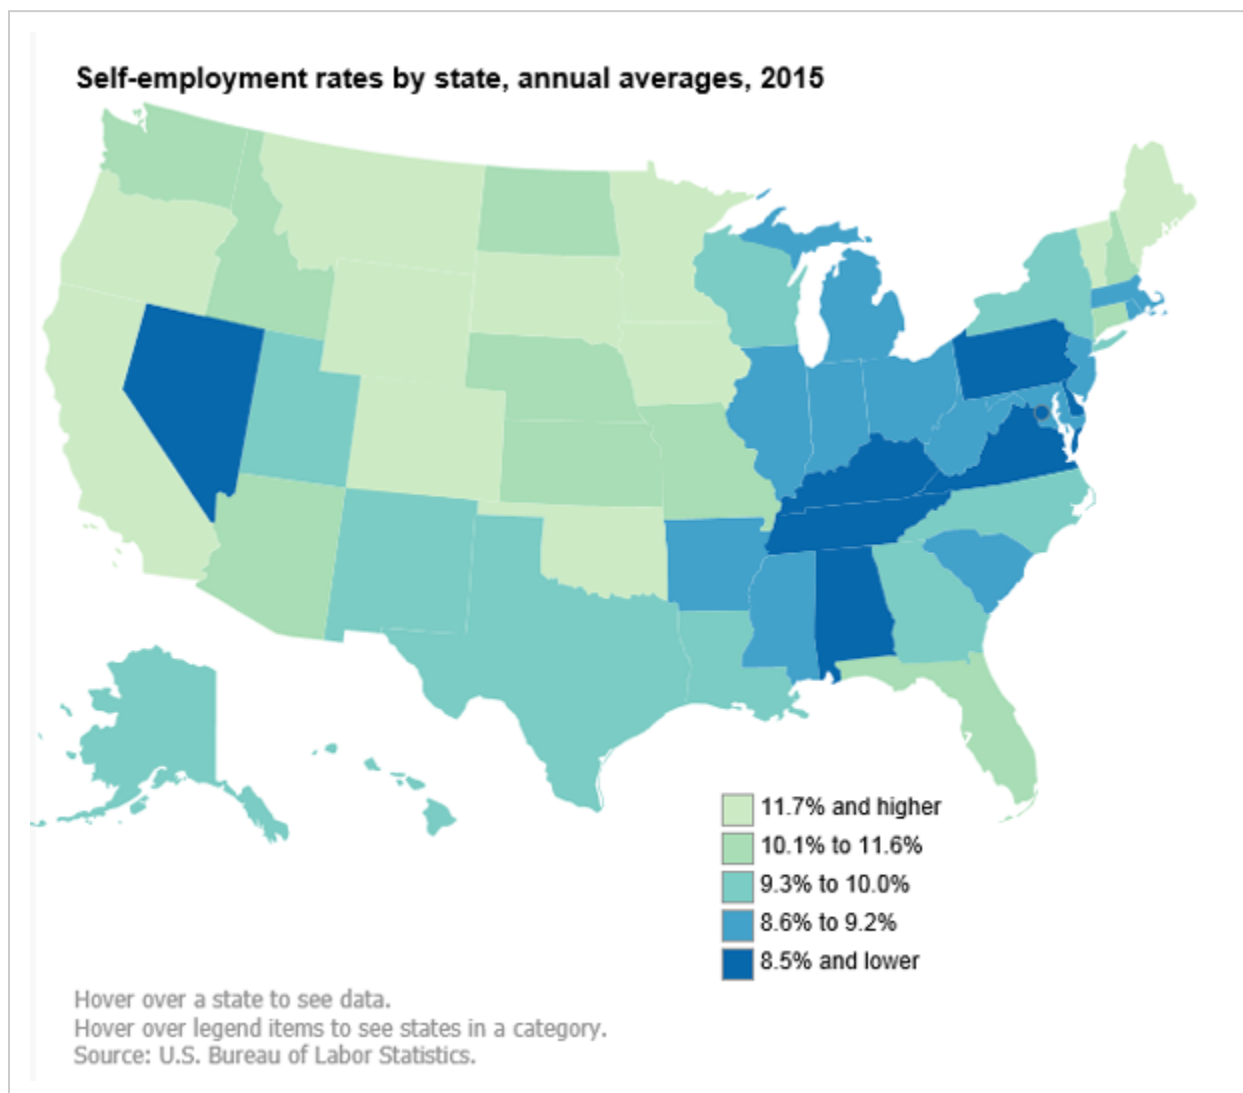 Self-employment rates by state, annual averages, 2015
11.7% and higher
10.1% to 11.6%
9.3% to 10.0%
8.6% to 9.2%
8.5% and lower
Hover over a state to see data.
Hover over legend items to see states in a category.
Source: U.S. Bureau of Labor Statistics.